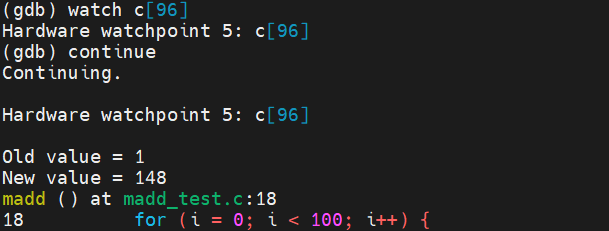 (gdb) watch c[96]
Hardware watchpoint 5: c[96]
(gdb) continue
Continuing.
Hardware watchpoint 5: c[96]
Old value = 1
New value = 148
madd () at madd_test.c:18
18 for (i = 0; i < 100; i++) {